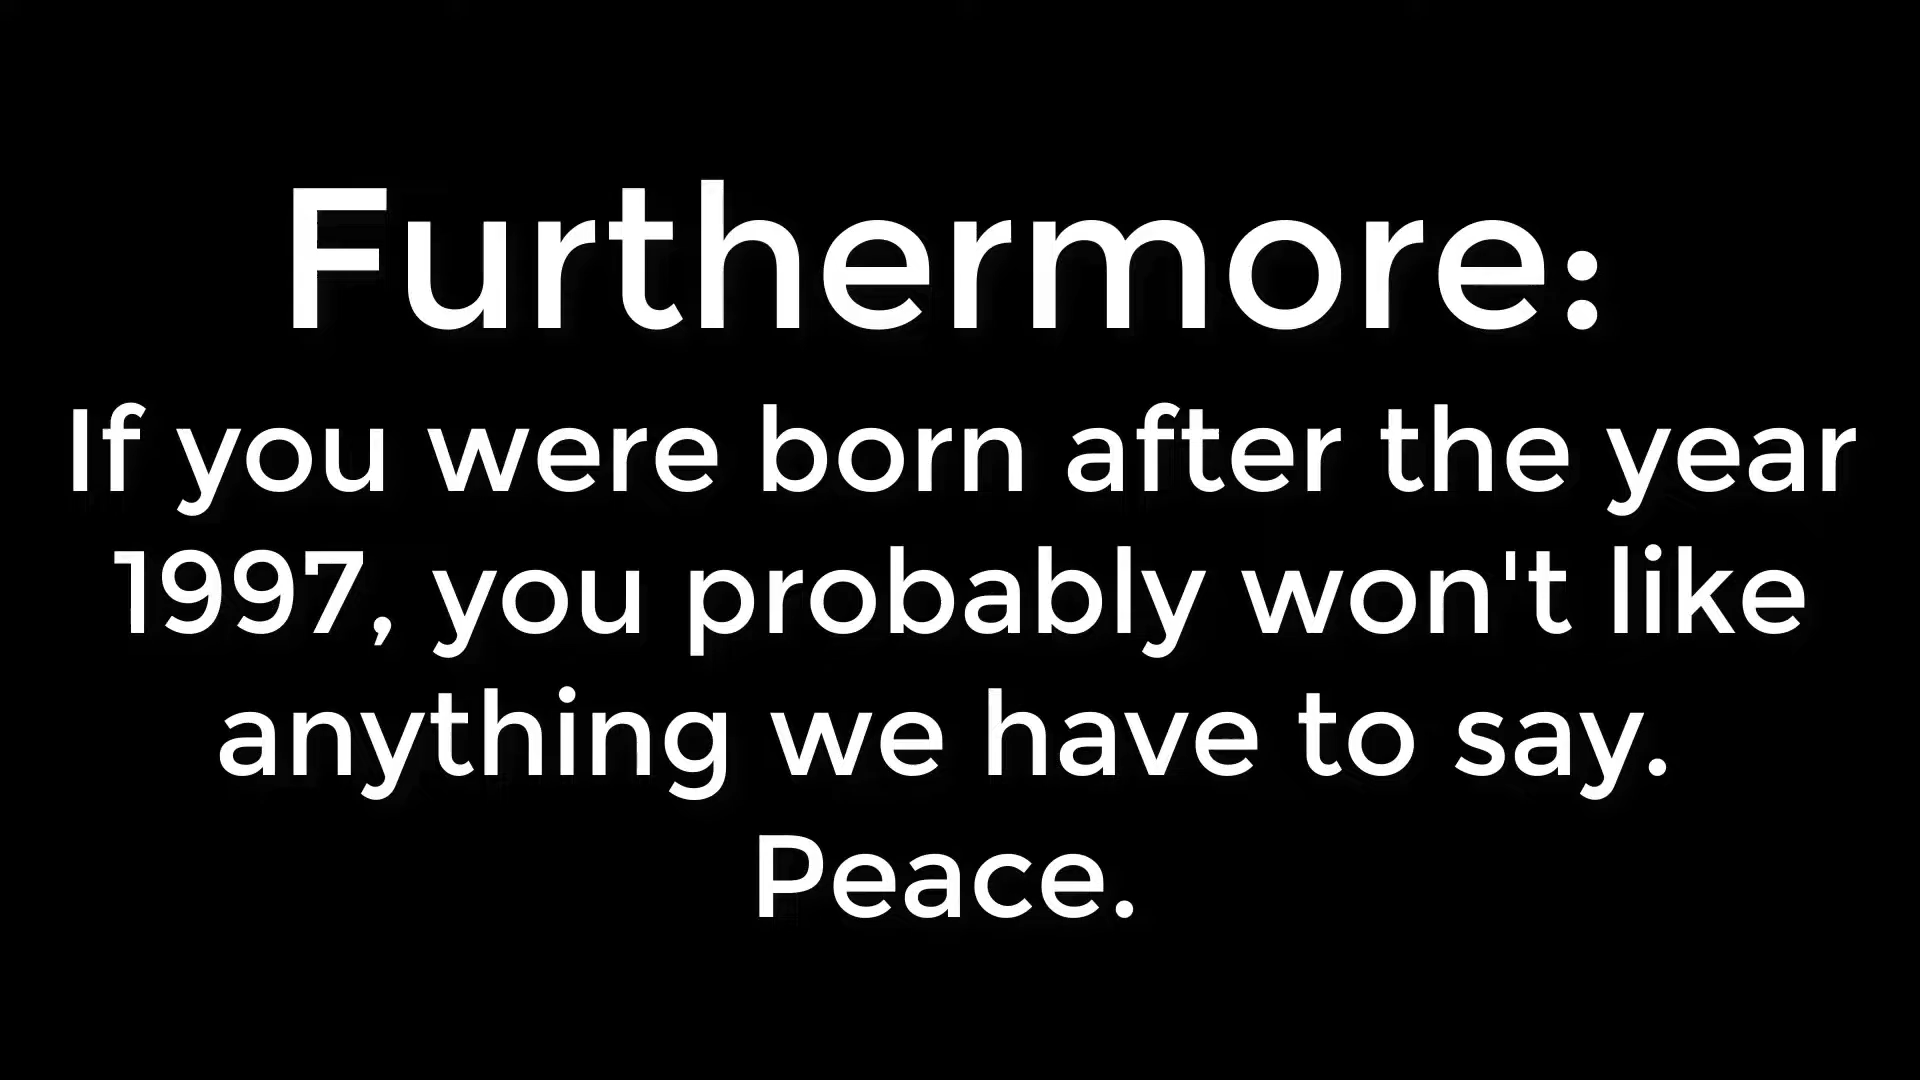 Furthermore:
If you were born after the year
1997, you probably won't like
anything we have to say.
Peace.